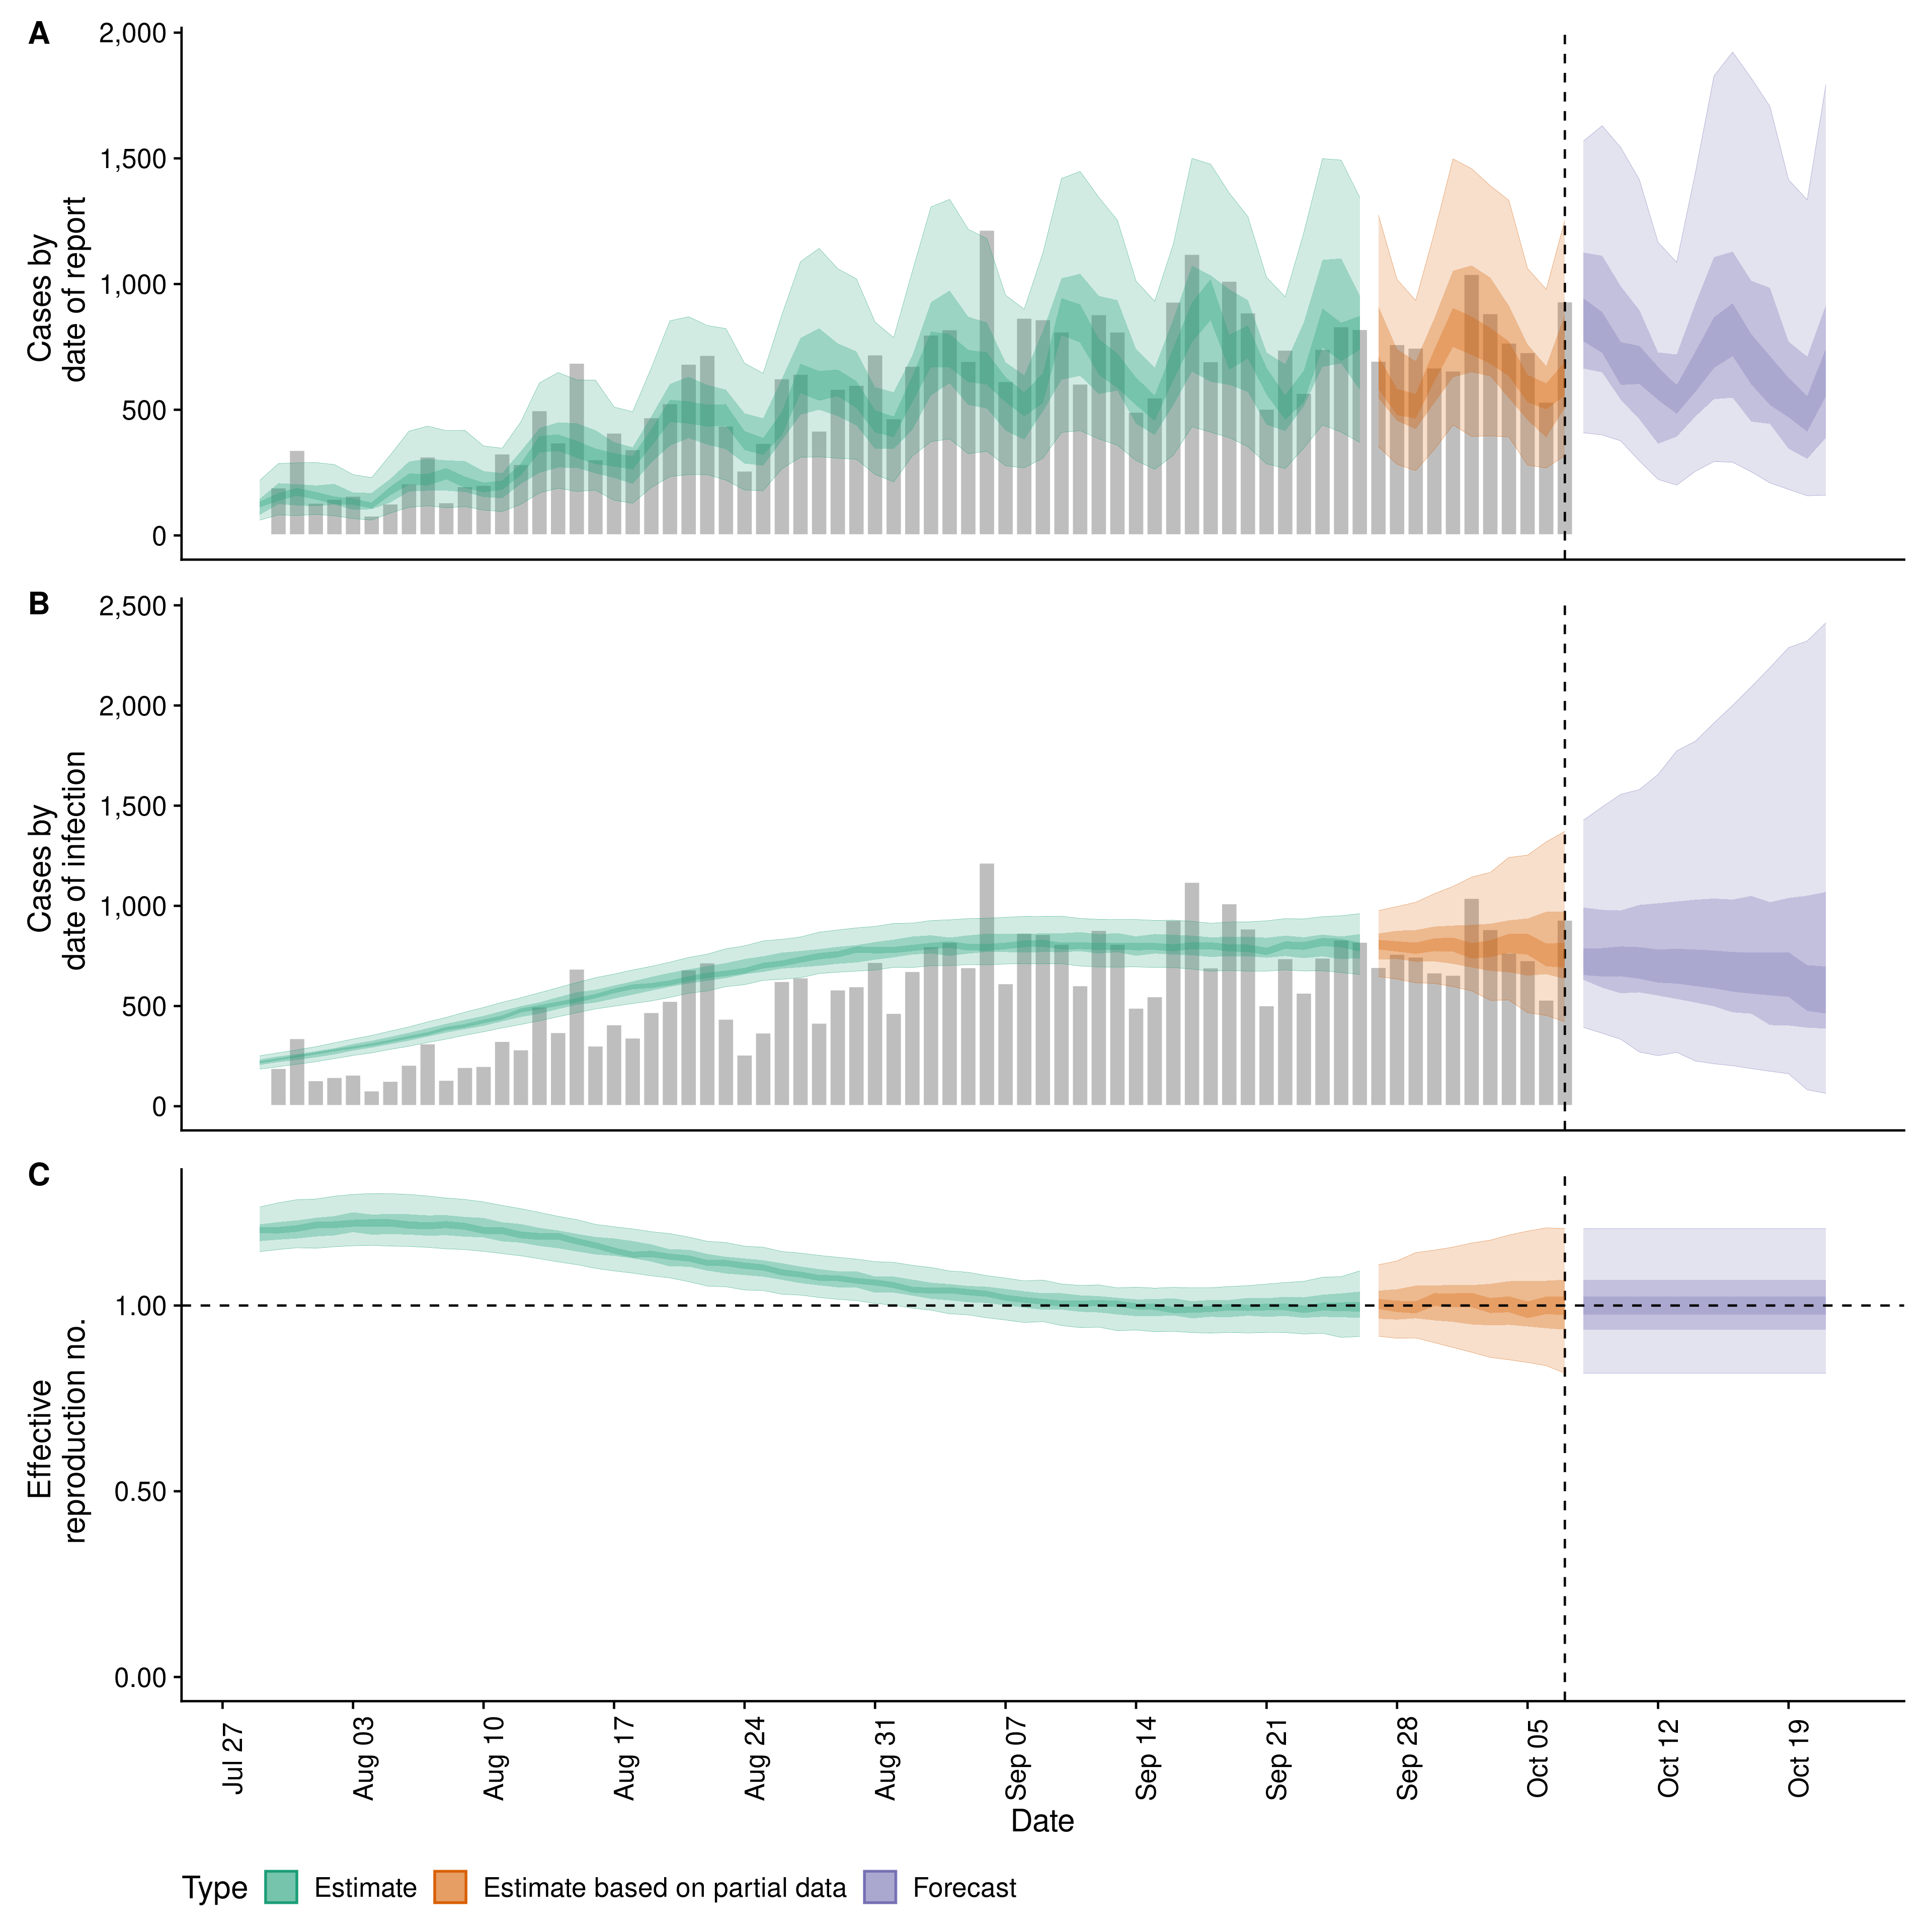 A
Cases by
date of report
2,000
1,500
1,000
500
0
B
Cases by
date of infection
2,500
2,000
1,500
1,000
500
0
C
Effective
reproduction no.
1.00
0.50
0.00
Jul 27
Aug 03
Aug 10
Aug 17
Aug 24
Aug 31
Sep 07
Sep 14
Sep 21
Sep 28
Oct 05
Oct 12
Oct 19
Date
Type Estimate Estimate based on partial data Forecast